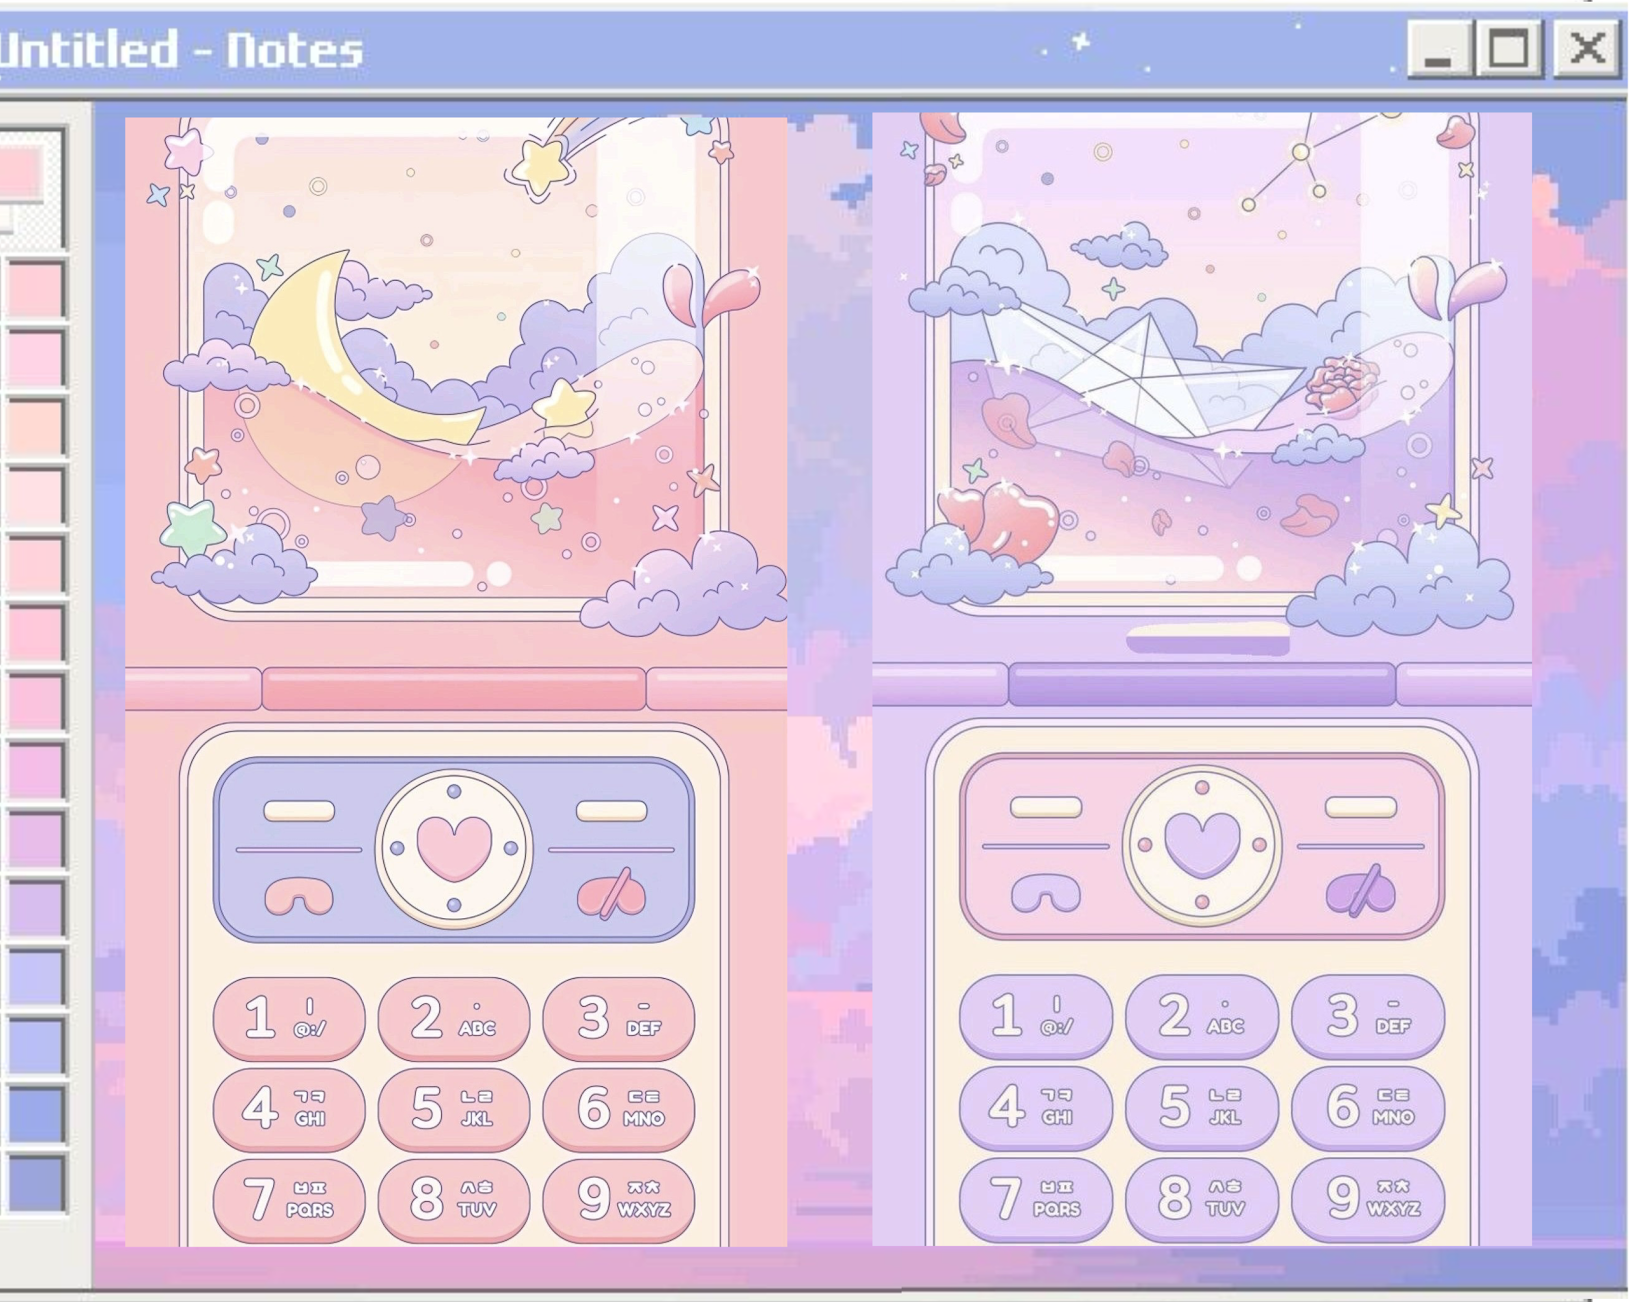 Untitled - Notes
1 ㅣ @:/
2 · ABC
3 ㅡ DEF
4 ㄱㅋ GHI
5 ㄴㄹ JKL
6 ㄷㅌ MNO
7 ㅂㅍ PQRS
8 ㅅㅎ TUV
9 ㅈㅊ WXYZ
1 ㅣ @:/
2 · ABC
3 ㅡ DEF
4 ㄱㅋ GHI
5 ㄴㄹ JKL
6 ㄷㅌ MNO
7 ㅂㅍ PQRS
8 ㅅㅎ TUV
9 ㅈㅊ WXYZ